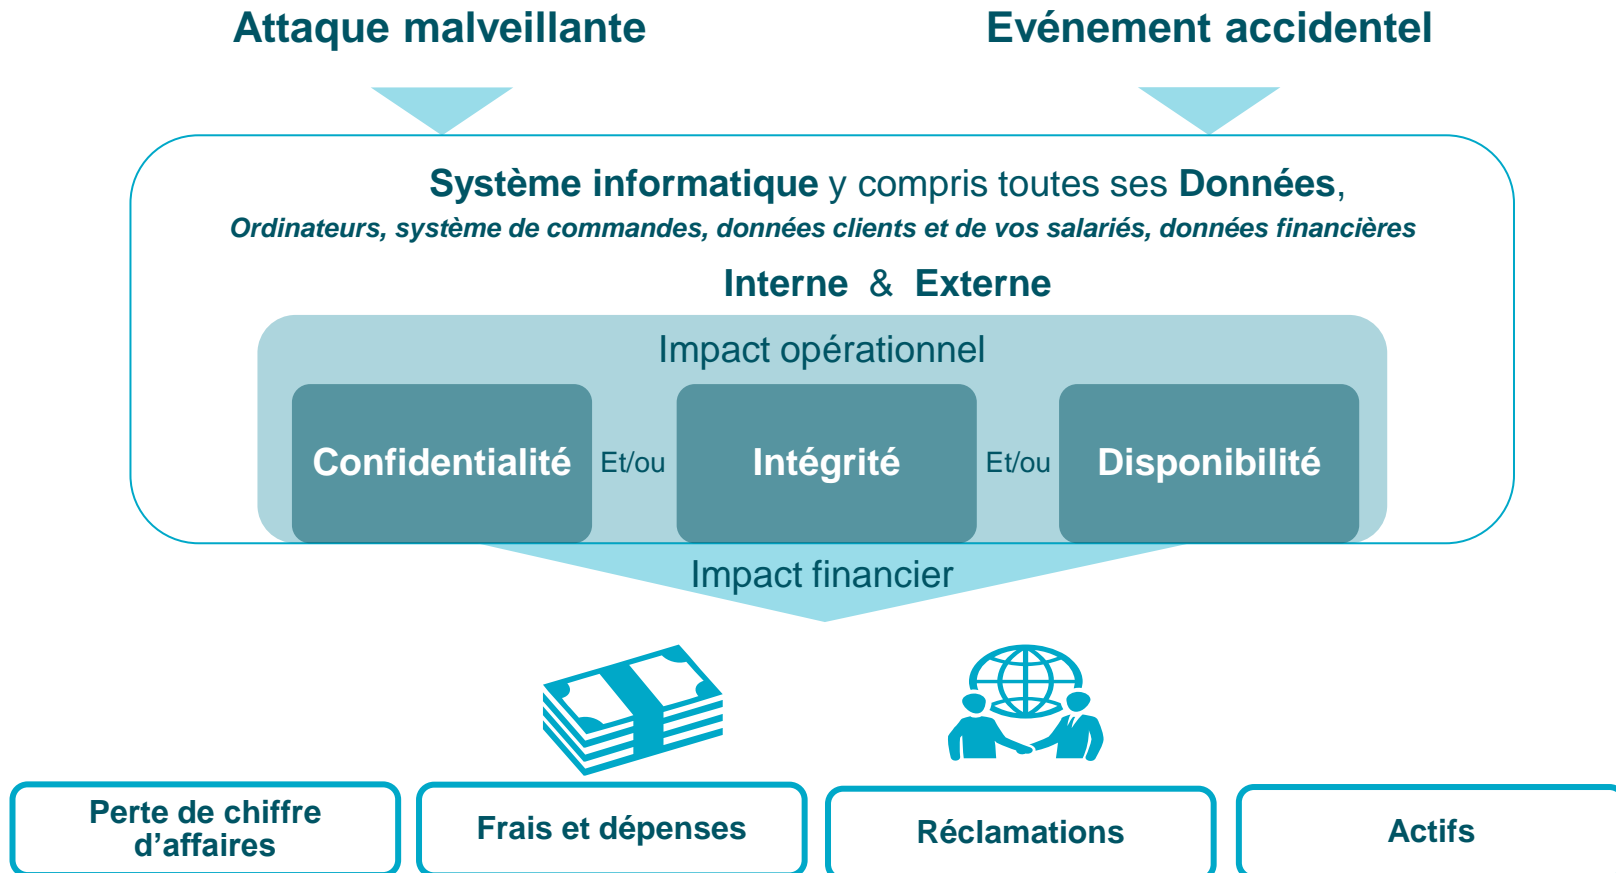 Attaque malveillante
Evénement accidentel
Système informatique y compris toutes ses Données,
Ordinateurs, système de commandes, données clients et de vos salariés, données financières
Interne & Externe
Impact opérationnel
Confidentialité
Et/ou
Intégrité
Et/ou
Disponibilité
Impact financier
Perte de chiffre
d’affaires
Frais et dépenses
Réclamations
Actifs